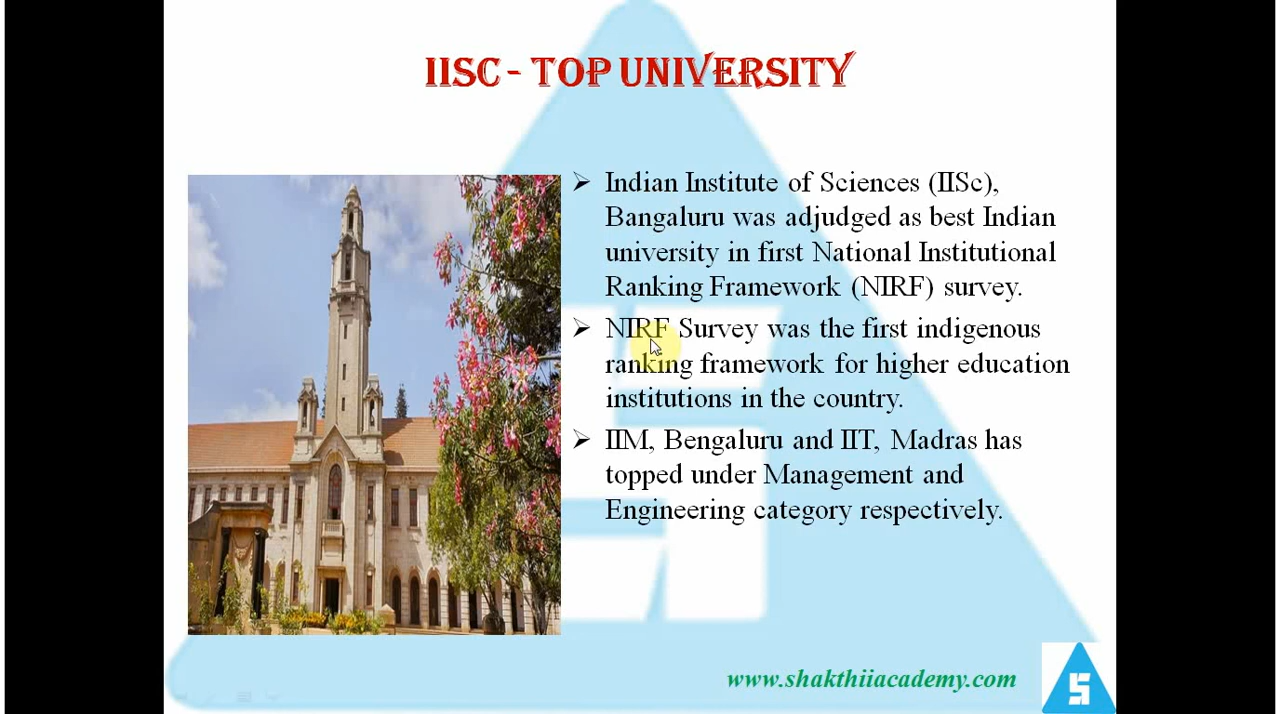 IISC - TOP UNIVERSITY
Indian Institute of Sciences (IISc),
Bangaluru was adjudged as best Indian
university in first National Institutional
Ranking Framework (NIRF) survey.
NIRF Survey was the first indigenous
ranking framework for higher education
institutions in the country.
IIM, Bengaluru and IIT, Madras has
topped under Management and
Engineering category respectively.
www.shakthiiacademy.com
S